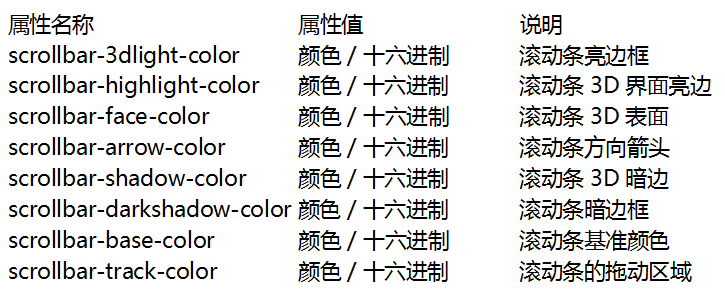 属性名称 属性值 说明
scrollbar-3dlight-color 颜色 / 十六进制 滚动条亮边框
scrollbar-highlight-color 颜色 / 十六进制 滚动条 3D 界面亮边
scrollbar-face-color 颜色 / 十六进制 滚动条 3D 表面
scrollbar-arrow-color 颜色 / 十六进制 滚动条方向箭头
scrollbar-shadow-color 颜色 / 十六进制 滚动条 3D 暗边
scrollbar-darkshadow-color 颜色 / 十六进制 滚动条暗边框
scrollbar-base-color 颜色 / 十六进制 滚动条基准颜色
scrollbar-track-color 颜色 / 十六进制 滚动条的拖动区域